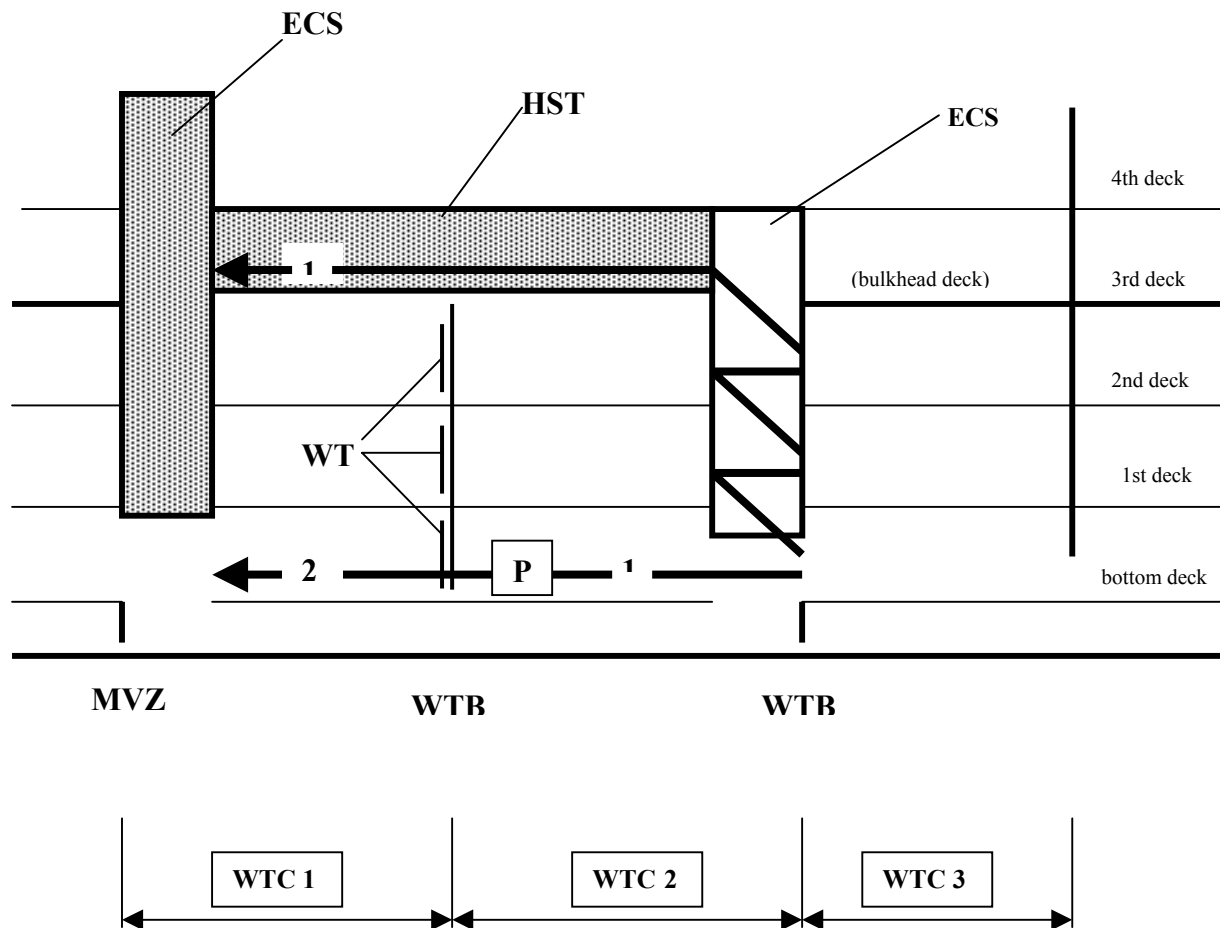 ECS
HST
ECS
4th deck
1
(bulkhead deck)
3rd deck
2nd deck
WT
1st deck
2
P
1
bottom deck
MVZ
WTB
WTB
WTC 1
WTC 2
WTC 3